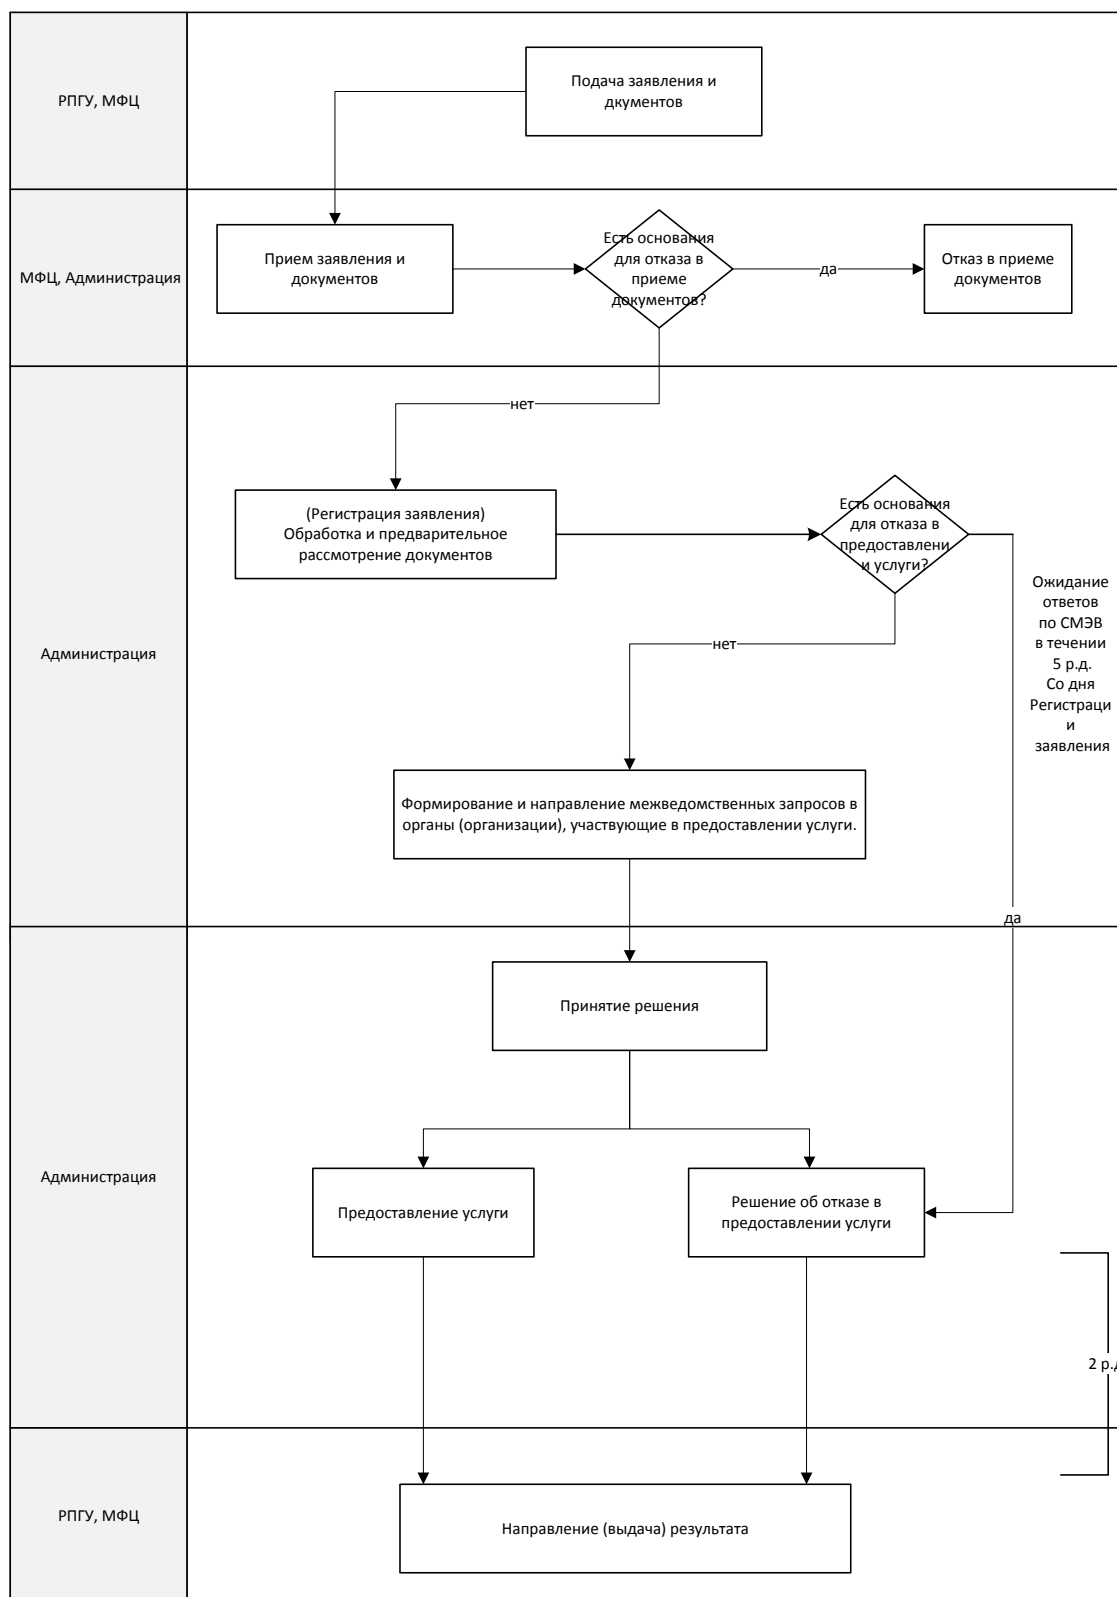 РПГУ, МФЦ
Подача заявления и
дкументов
МФЦ, Администрация
Прием заявления и
документов
Есть основания
для отказа в
приеме
документов?
да
Отказ в приеме
документов
нет
Администрация
(Регистрация заявления)
Обработка и предварительное
рассмотрение документов
Есть основания
для отказа в
предоставлени
и услуги?
Ожидание
ответов
по СМЭВ
в течении
5 р.д.
Со дня
Регистраци
и
заявления
нет
Формирование и направление межведомственных запросов в
органы (организации), участвующие в предоставлении услуги.
да
Администрация
Принятие решения
Предоставление услуги
Решение об отказе в
предоставлении услуги
2 р.д
РПГУ, МФЦ
Направление (выдача) результата